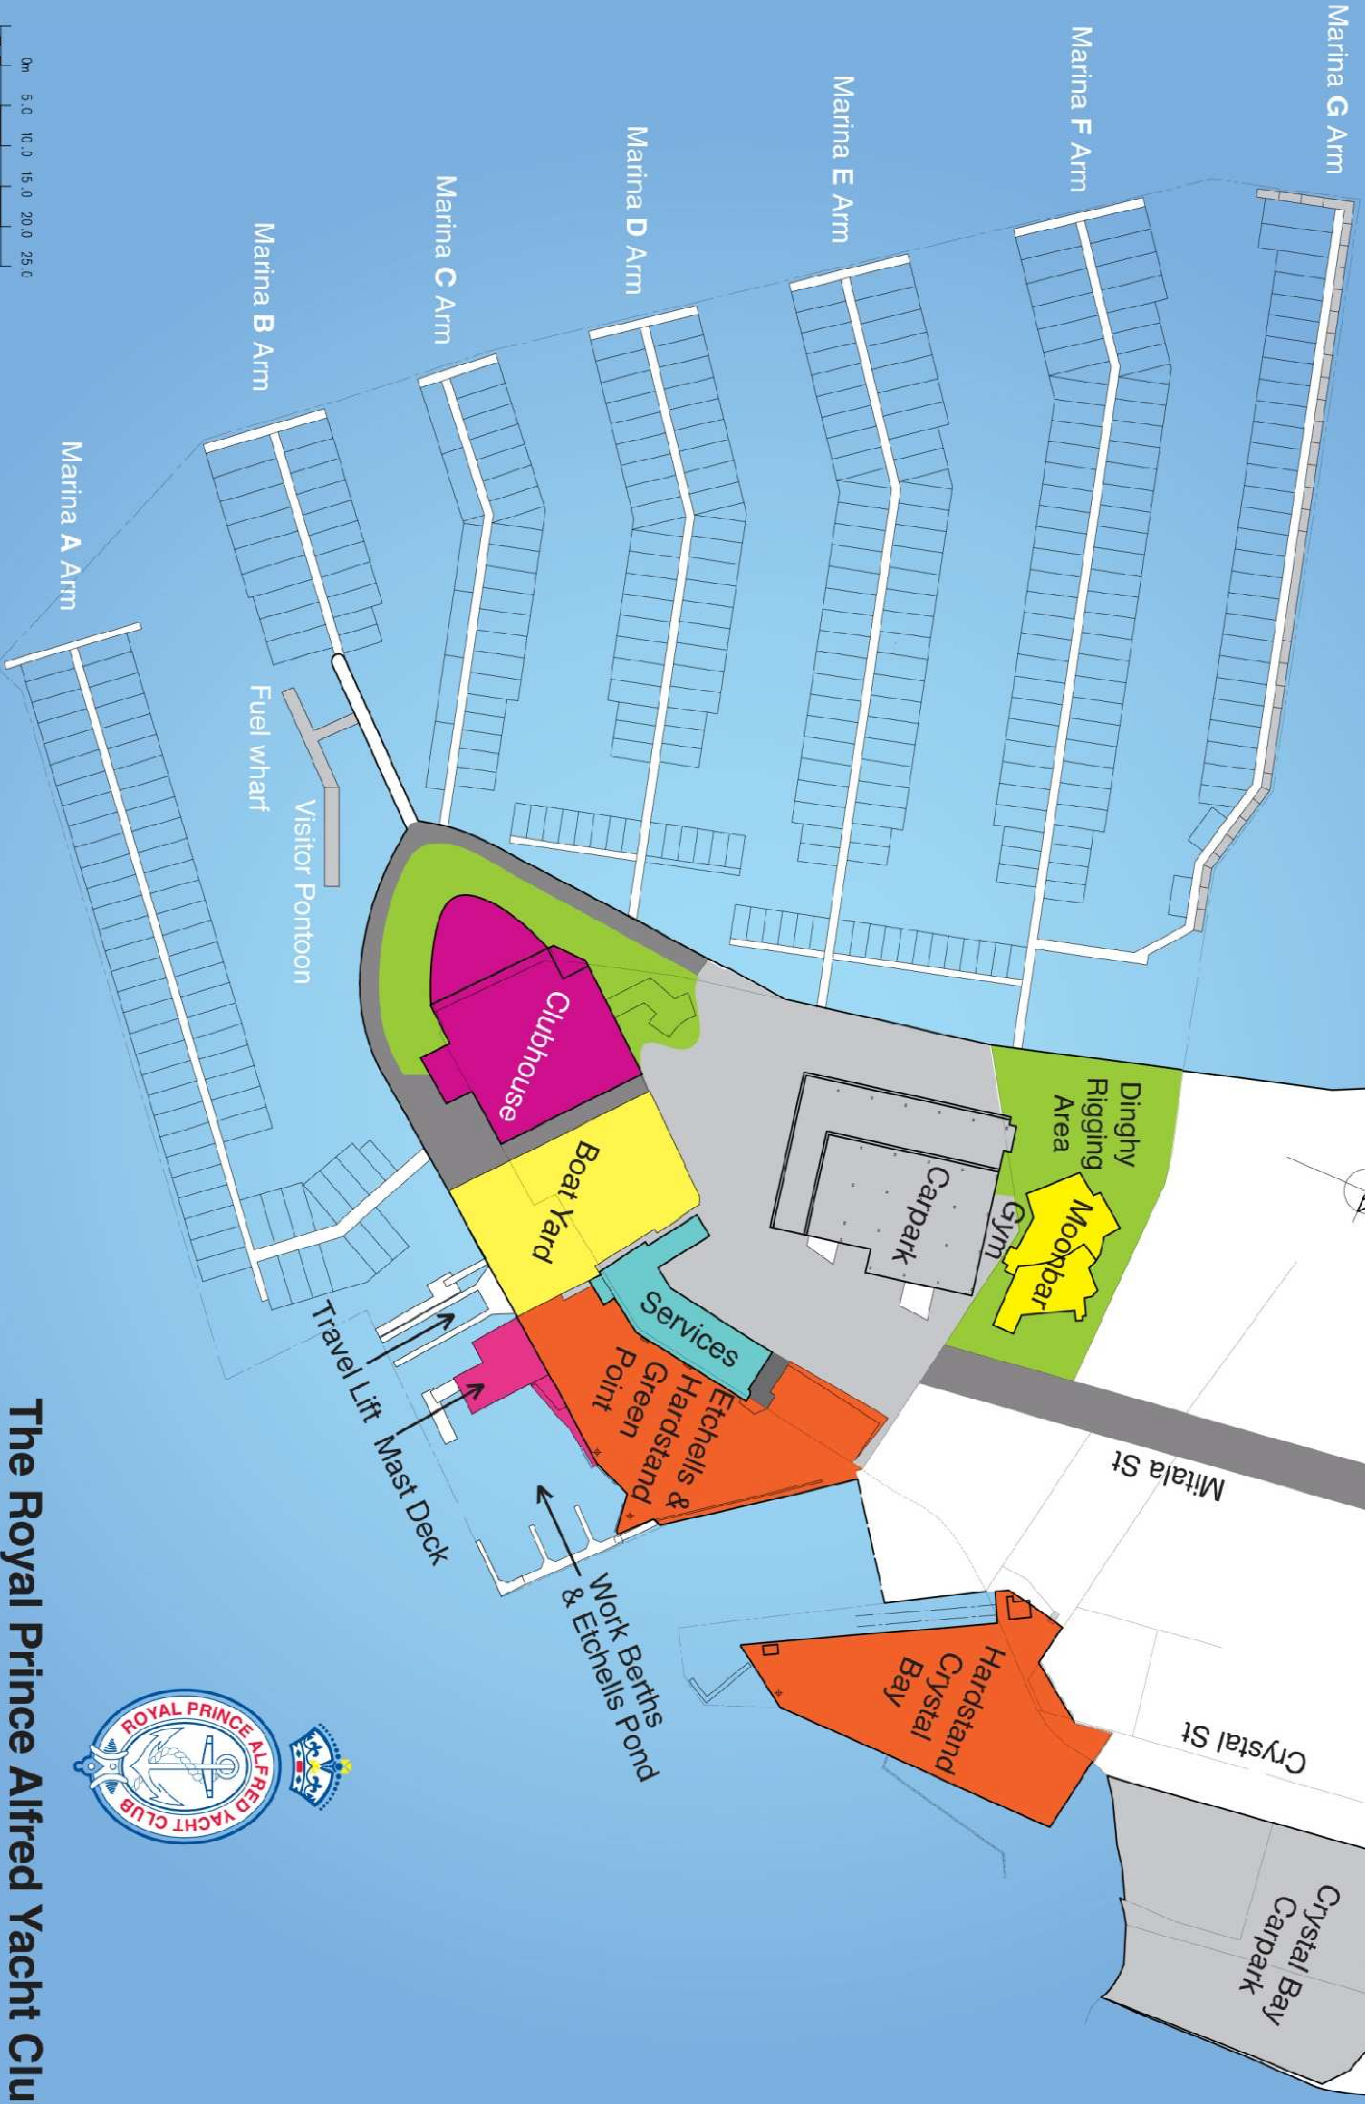 Marina G Arm
Marina F Arm
Marina E Arm
Marina D Arm
Marina C Arm
Marina B Arm
Marina A Arm
Fuel wharf
Visitor Pontoon
Clubhouse
Boat Yard
Carpark
Dinghy
Rigging
Area
Gym
Moonbar
Services
Etchells &
Hardstand
Green
Point
Travel Lift
Mast Deck
Work Berths
& Etchells Pond
Mitala St
Crystal St
Hardstand
Crystal
Bay
Crystal Bay
Carpark
0m 5.0 10.0 15.0 20.0 25.0
ROYAL PRINCE ALFRED YACHT CLUB
The Royal Prince Alfred Yacht Clu